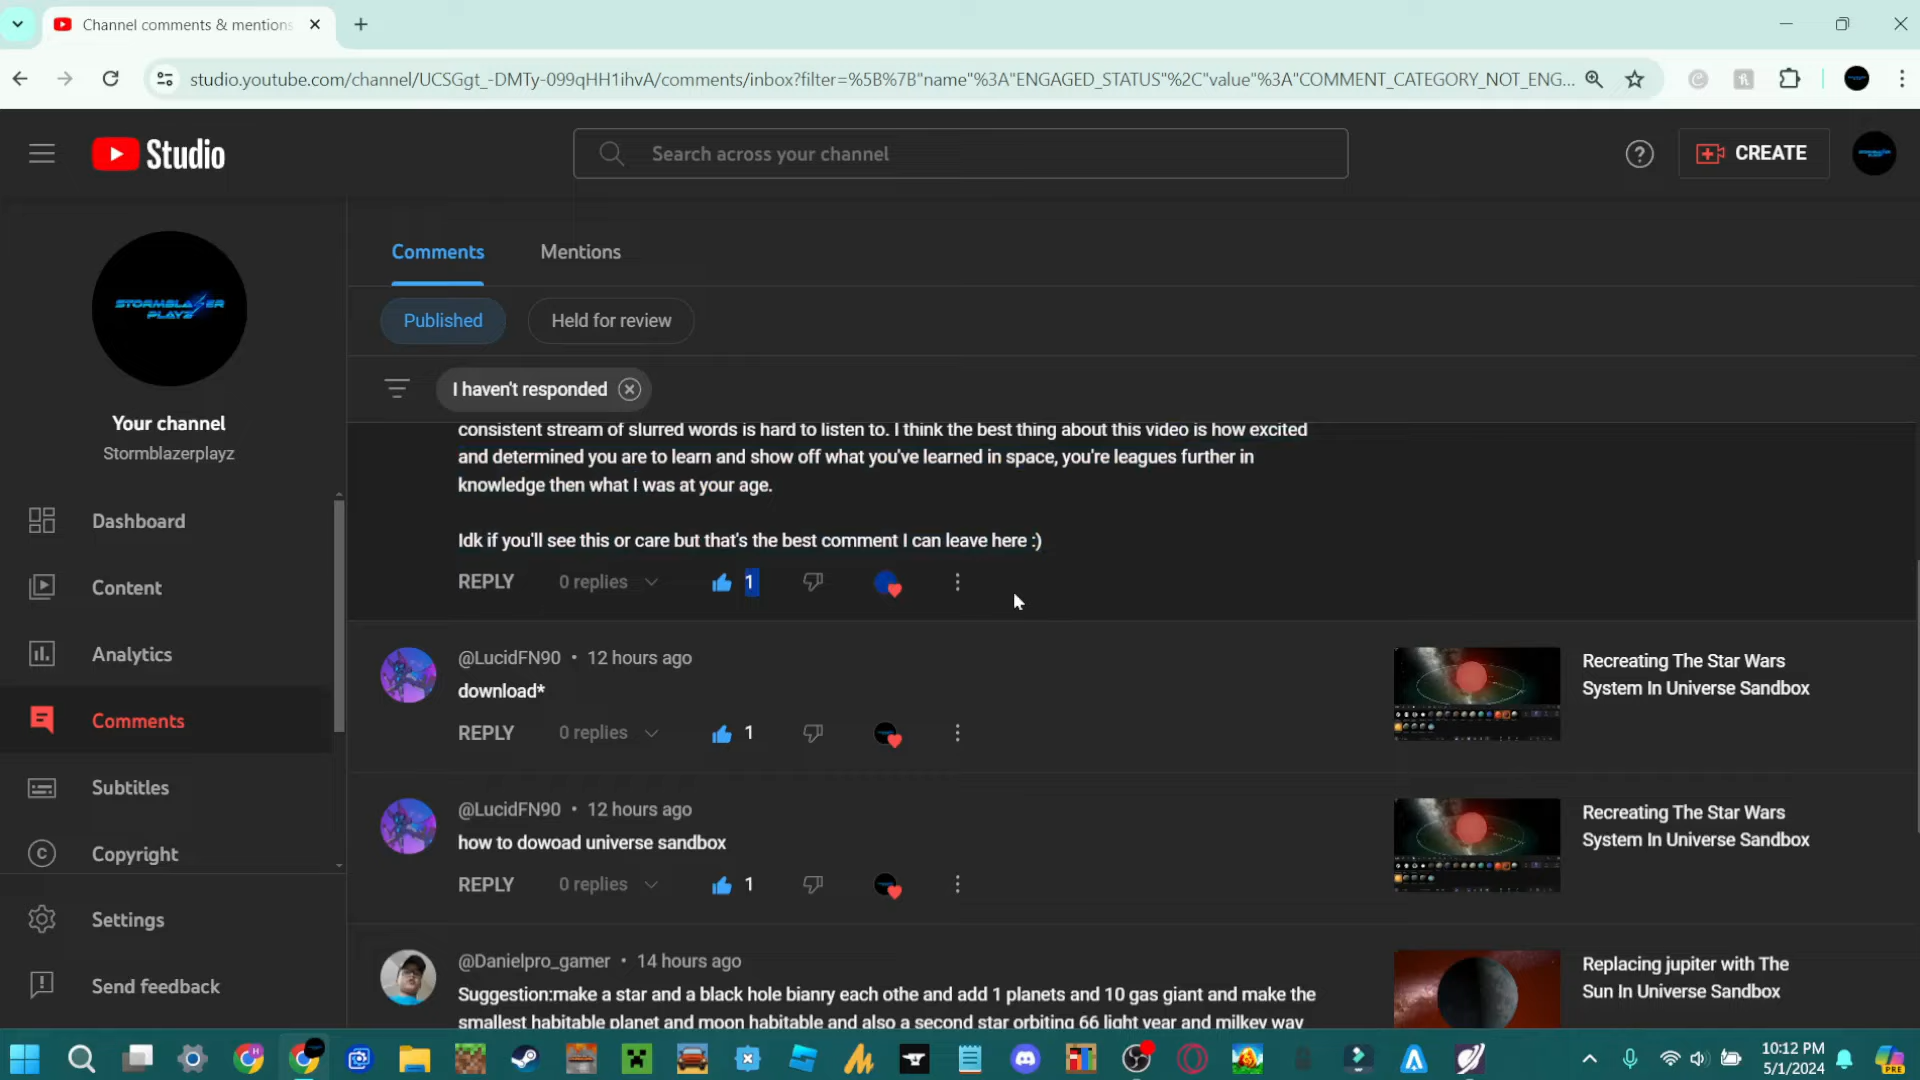 Channel comments & mentions
studio.youtube.com/channel/UCSGgt_-DMTy-099qHH1ihvA/comments/inbox?filter=%5B%7B"name"%3A"ENGAGED_STATUS"%2C"value"%3A"COMMENT_CATEGORY_NOT_ENG...
Studio
Search across your channel
CREATE
STORMBLAZER
PLAYZ
Your channel
Stormblazerplayz
Dashboard
Content
Analytics
Comments
Subtitles
Copyright
Settings
Send feedback
Comments
Mentions
Published
Held for review
I haven't responded
consistent stream of slurred words is hard to listen to. I think the best thing about this video is how excited
and determined you are to learn and show off what you've learned in space, you're leagues further in
knowledge then what I was at your age.
Idk if you'll see this or care but that's the best comment I can leave here :)
REPLY 0 replies 1
@LucidFN90 • 12 hours ago
download*
REPLY 0 replies 1
Recreating The Star Wars
System In Universe Sandbox
@LucidFN90 • 12 hours ago
how to dowoad universe sandbox
REPLY 0 replies 1
Recreating The Star Wars
System In Universe Sandbox
@Danielpro_gamer • 14 hours ago
Suggestion:make a star and a black hole bianry each othe and add 1 planets and 10 gas giant and make the
smallest habitable planet and moon habitable and also a second star orbiting 66 light year and milkey way
Replacing jupiter with The
Sun In Universe Sandbox
10:12 PM
5/1/2024
PRE